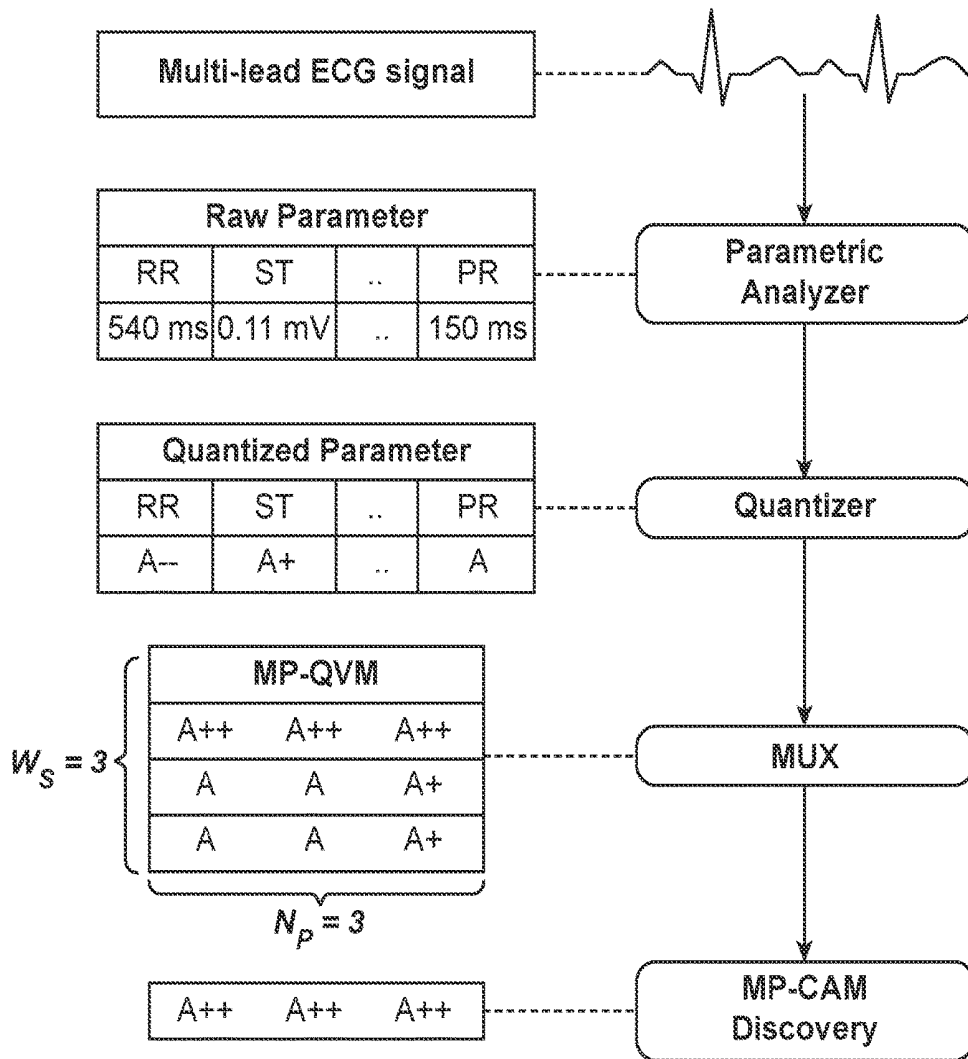 Multi-lead ECG signal
Raw Parameter
RR ST .. PR
540 ms 0.11 mV .. 150 ms
Parametric
Analyzer
Quantized Parameter
RR ST .. PR
A-- A+ .. A
Quantizer
MP-QVM
A++ A++ A++
A A A+
A A A+
W_S = 3
N_P = 3
MUX
A++ A++ A++
MP-CAM
Discovery